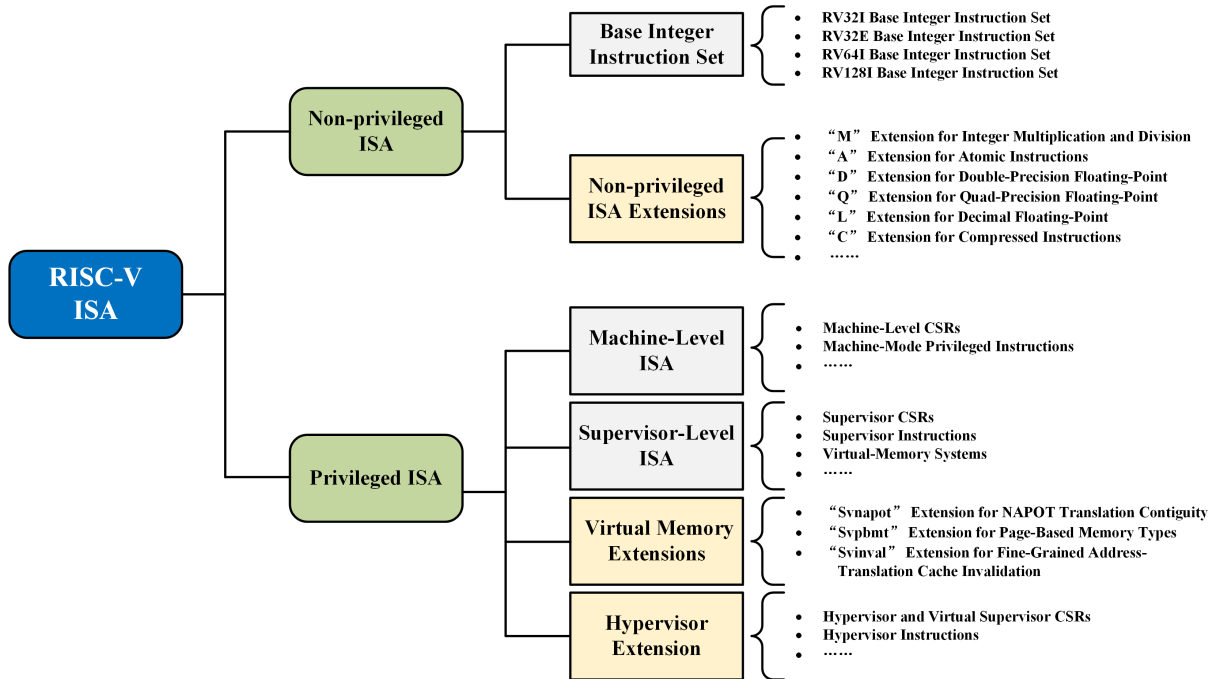 RISC-V
ISA
Non-privileged
ISA
Base Integer
Instruction Set
• RV32I Base Integer Instruction Set
• RV32E Base Integer Instruction Set
• RV64I Base Integer Instruction Set
• RV128I Base Integer Instruction Set
Non-privileged
ISA Extensions
• “M” Extension for Integer Multiplication and Division
• “A” Extension for Atomic Instructions
• “D” Extension for Double-Precision Floating-Point
• “Q” Extension for Quad-Precision Floating-Point
• “L” Extension for Decimal Floating-Point
• “C” Extension for Compressed Instructions
• ……
Privileged ISA
Machine-Level
ISA
• Machine-Level CSRs
• Machine-Mode Privileged Instructions
• ……
Supervisor-Level
ISA
• Supervisor CSRs
• Supervisor Instructions
• Virtual-Memory Systems
• ……
Virtual Memory
Extensions
• “Svnapot” Extension for NAPOT Translation Contiguity
• “Svpbmt” Extension for Page-Based Memory Types
• “Svinval” Extension for Fine-Grained Address-
Translation Cache Invalidation
Hypervisor
Extension
• Hypervisor and Virtual Supervisor CSRs
• Hypervisor Instructions
• ……